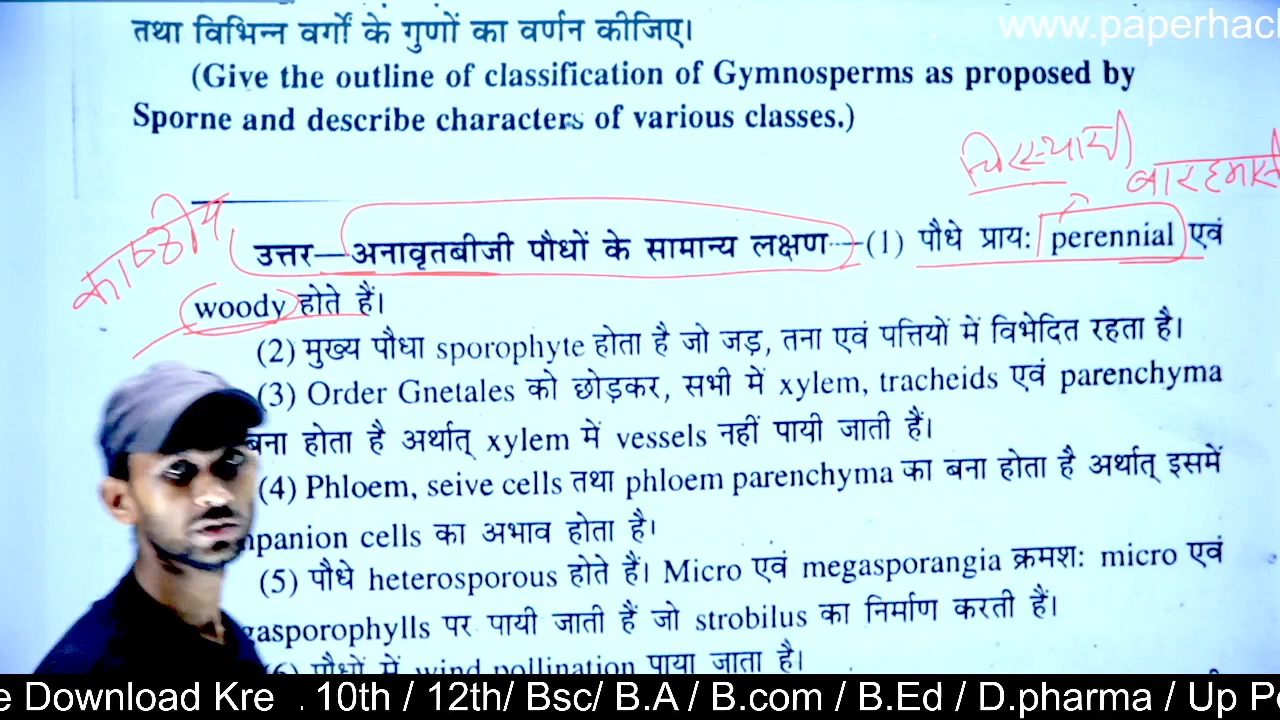 तथा विभिन्न वर्गों के गुणों का वर्णन कीजिए।
www.paperhac
(Give the outline of classification of Gymnosperms as proposed by
Sporne and describe characters of various classes.)
चिरस्थायी
बारहमासी
काष्ठीय
उत्तर—अनावृतबीजी पौधों के सामान्य लक्षण—(1) पौधे प्राय: perennial एवं
woody होते हैं।
(2) मुख्य पौधा sporophyte होता है जो जड़, तना एवं पत्तियों में विभेदित रहता है।
(3) Order Gnetales को छोड़कर, सभी में xylem, tracheids एवं parenchyma
बना होता है अर्थात् xylem में vessels नहीं पायी जाती हैं।
(4) Phloem, seive cells तथा phloem parenchyma का बना होता है अर्थात् इसमें
mpanion cells का अभाव होता है।
(5) पौधे heterosporous होते हैं। Micro एवं megasporangia क्रमश: micro एवं
gasporophylls पर पायी जाती हैं जो strobilus का निर्माण करती हैं।
(6) पौधों में wind pollination पाया जाता है।
e Download Kre . 10th / 12th/ Bsc/ B.A / B.com / B.Ed / D.pharma / Up Po